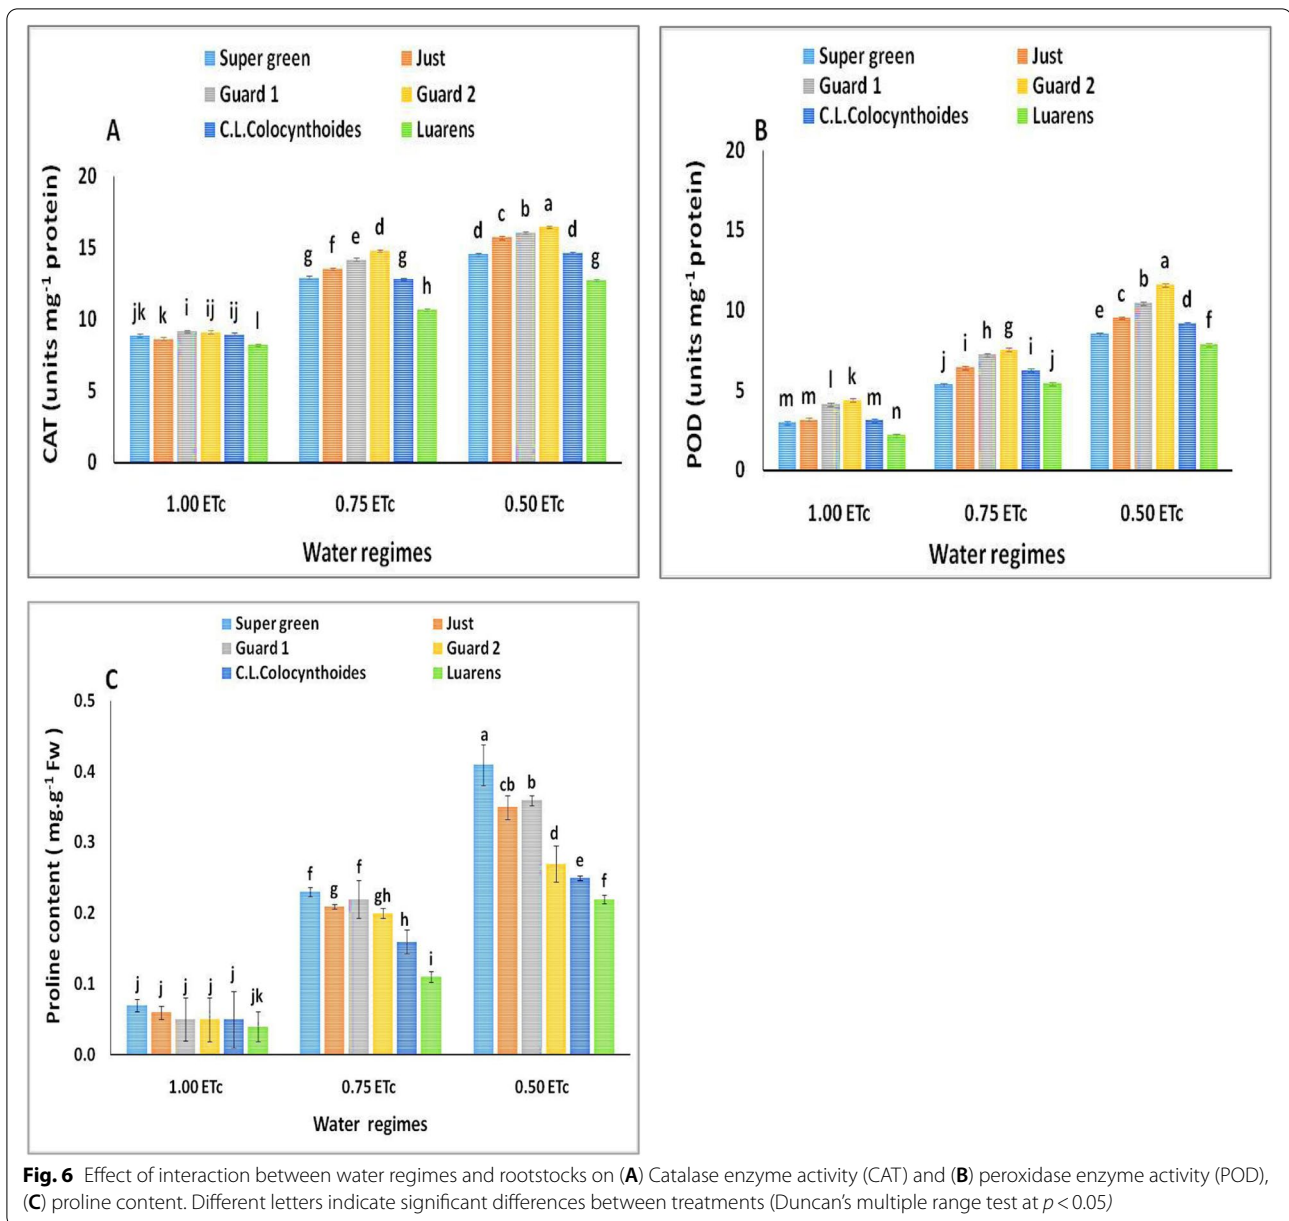 Super green Just
Guard 1 Guard 2
C.L.Colocynthoides Luarens
A
CAT (units mg⁻¹ protein)
20
15
10
5
0
jk k i ij ij l
g f e d g h
d c b a d g
1.00 ETc 0.75 ETc 0.50 ETc
Water regimes
Super green Just
Guard 1 Guard 2
C.L.Colocynthoides Luarens
B
POD (units mg⁻¹ protein)
20
15
10
5
0
m m l k m n
j i h g i j
e c b a d f
1.00 ETc 0.75 ETc 0.50 ETc
Water regimes
Super green Just
Guard 1 Guard 2
C.L.Colocynthoides Luarens
C
Proline content ( mg.g⁻¹ Fw )
0.5
0.4
0.3
0.2
0.1
0.0
j j j j j jk
f g f gh h i
a cb b d e f
1.00 ETc 0.75 ETc 0.50 ETc
Water regimes
Fig. 6 Effect of interaction between water regimes and rootstocks on (A) Catalase enzyme activity (CAT) and (B) peroxidase enzyme activity (POD),
(C) proline content. Different letters indicate significant differences between treatments (Duncan’s multiple range test at p < 0.05)